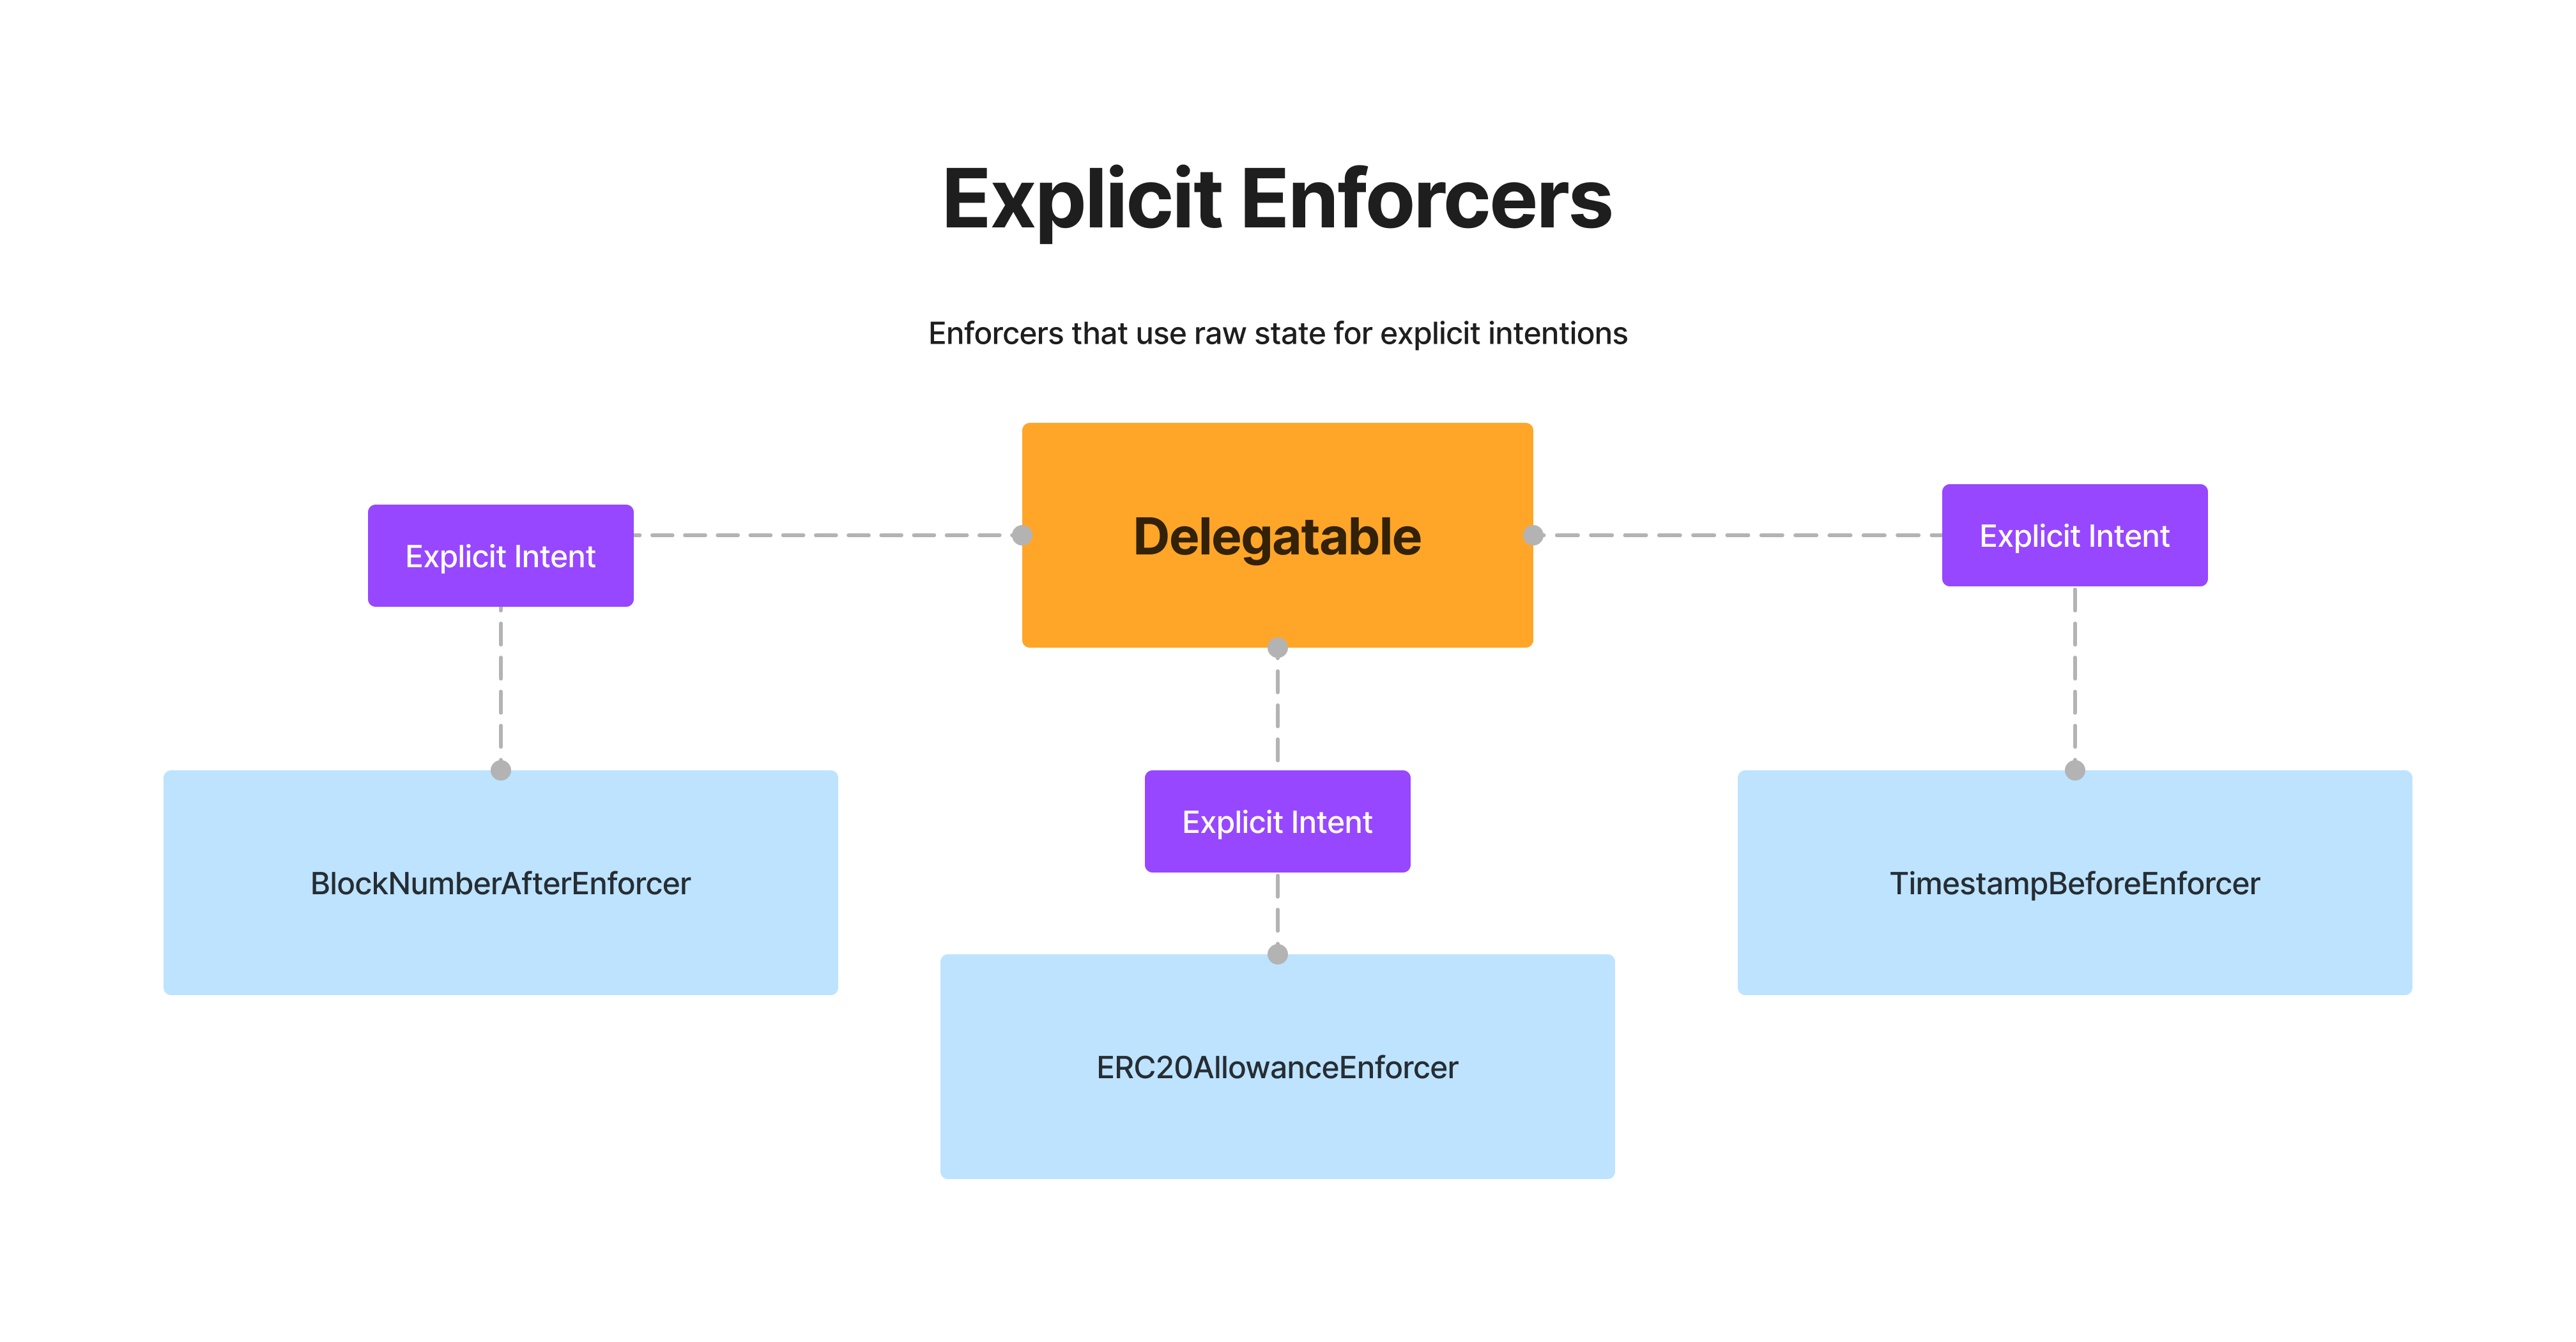 Explicit Enforcers
Enforcers that use raw state for explicit intentions
Explicit Intent
Delegatable
Explicit Intent
Explicit Intent
BlockNumberAfterEnforcer
TimestampBeforeEnforcer
ERC20AllowanceEnforcer